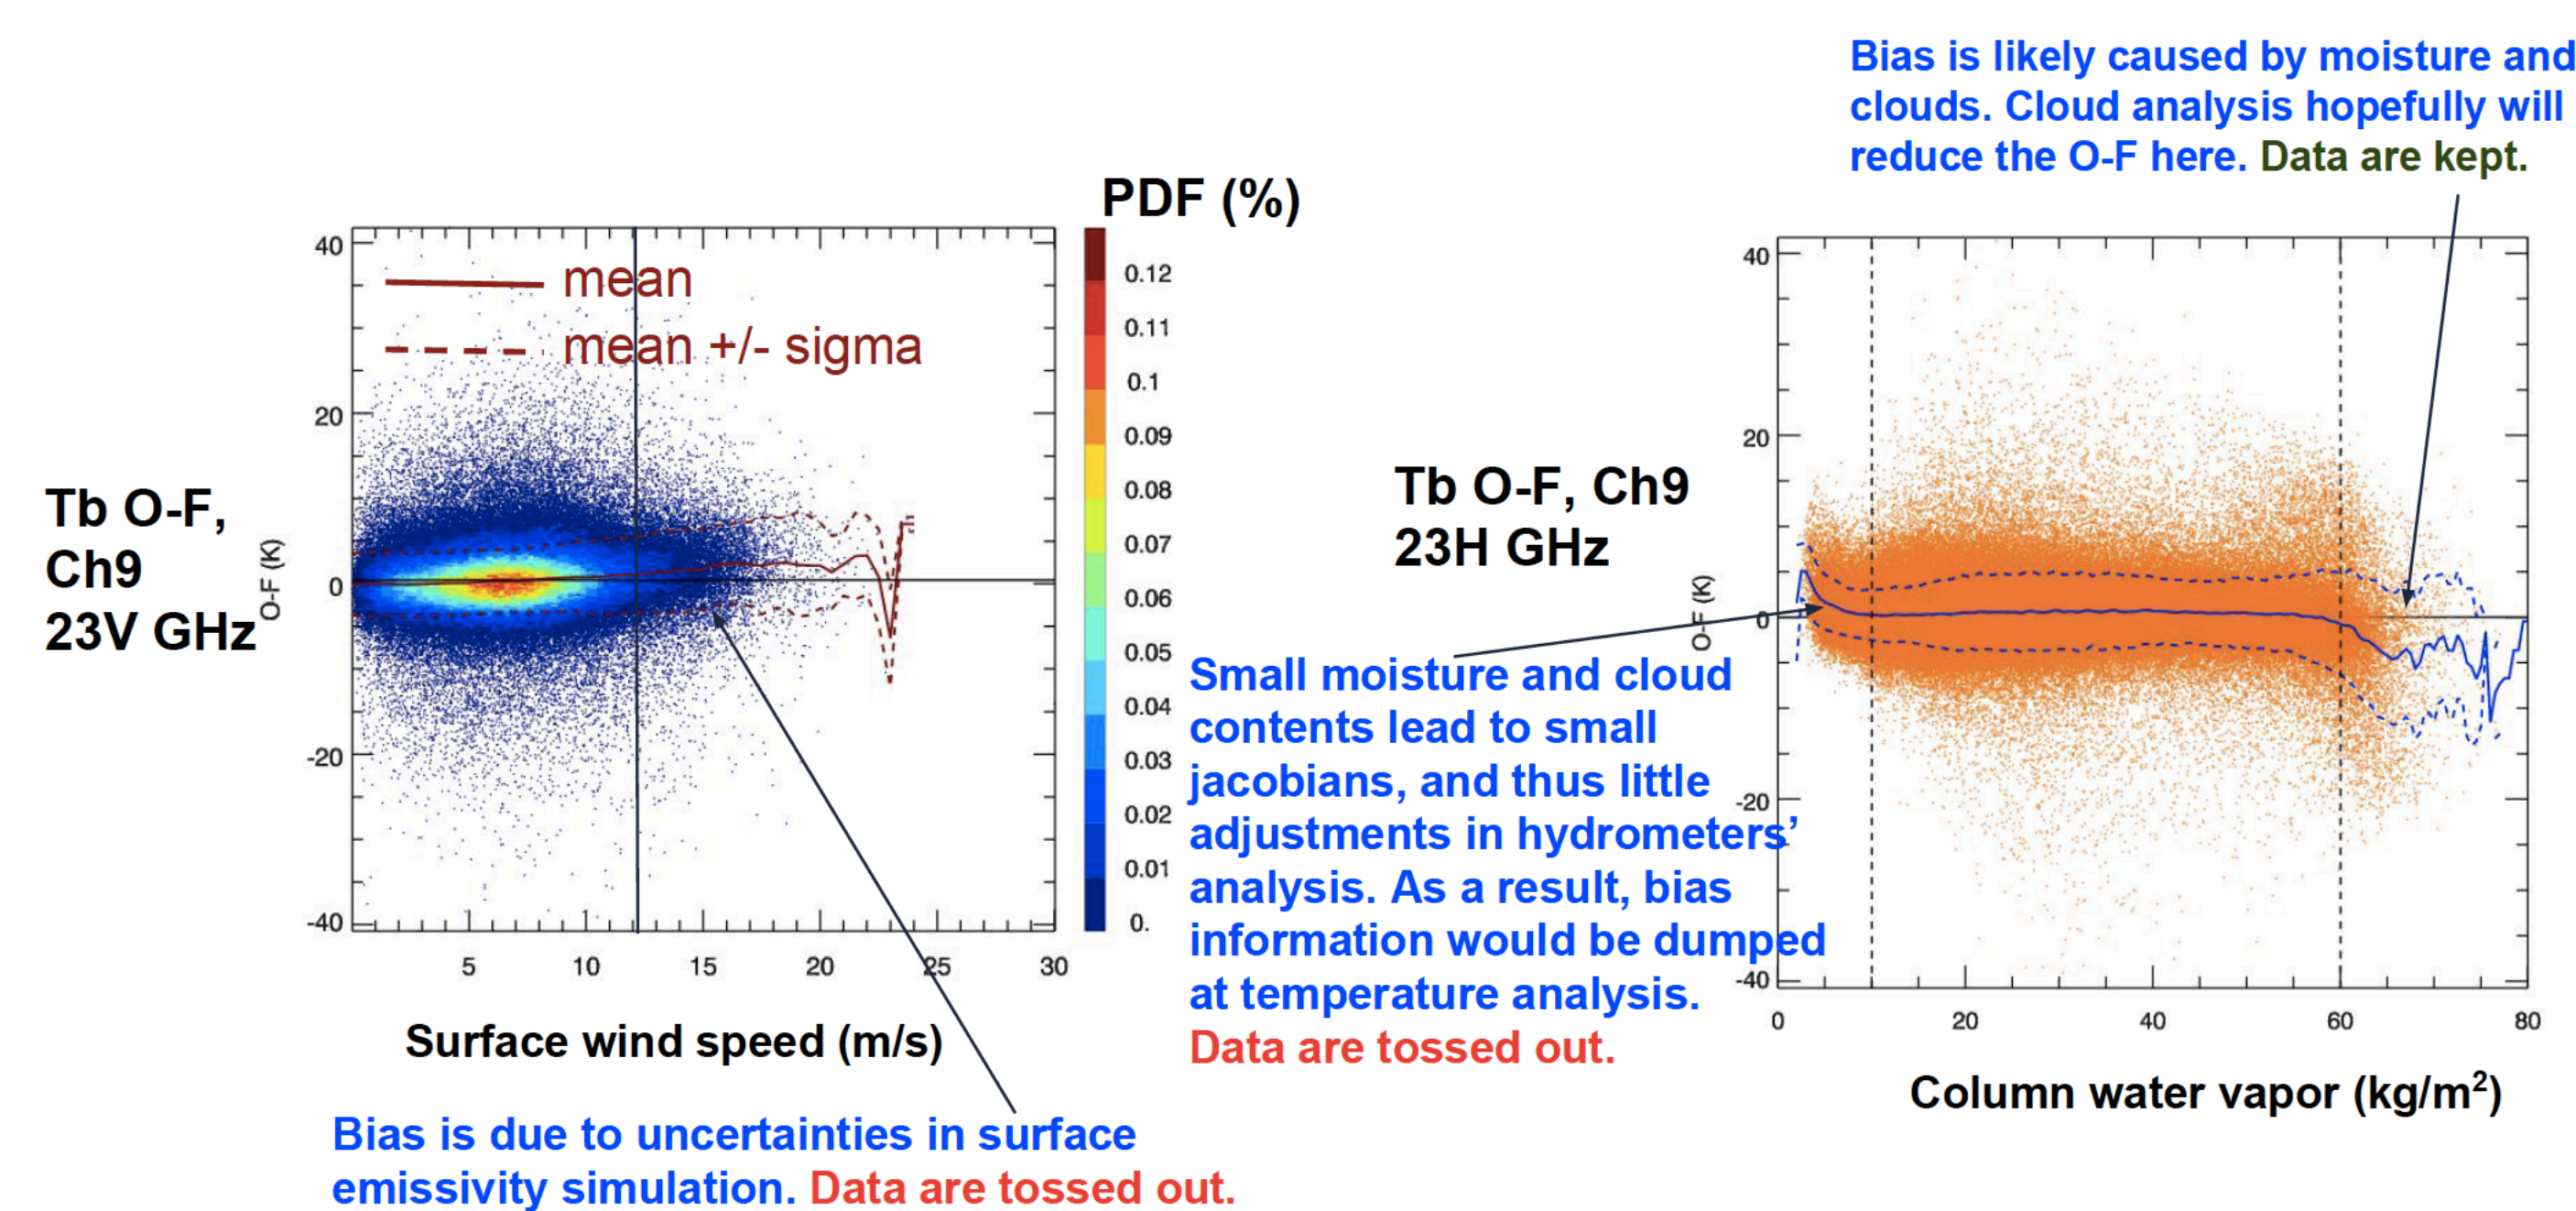 Bias is likely caused by moisture and
clouds. Cloud analysis hopefully will
reduce the O-F here. Data are kept.
PDF (%)
mean
mean +/- sigma
40
20
0
-20
-40
O-F (K)
Tb O-F,
Ch9
23V GHz
5
10
15
20
25
30
Surface wind speed (m/s)
0.12
0.11
0.1
0.09
0.08
0.07
0.06
0.05
0.04
0.03
0.02
0.01
0.
Bias is due to uncertainties in surface
emissivity simulation. Data are tossed out.
Tb O-F, Ch9
23H GHz
Small moisture and cloud
contents lead to small
jacobians, and thus little
adjustments in hydrometers’
analysis. As a result, bias
information would be dumped
at temperature analysis.
Data are tossed out.
40
20
0
-20
-40
O-F (K)
0
20
40
60
80
Column water vapor (kg/m²)